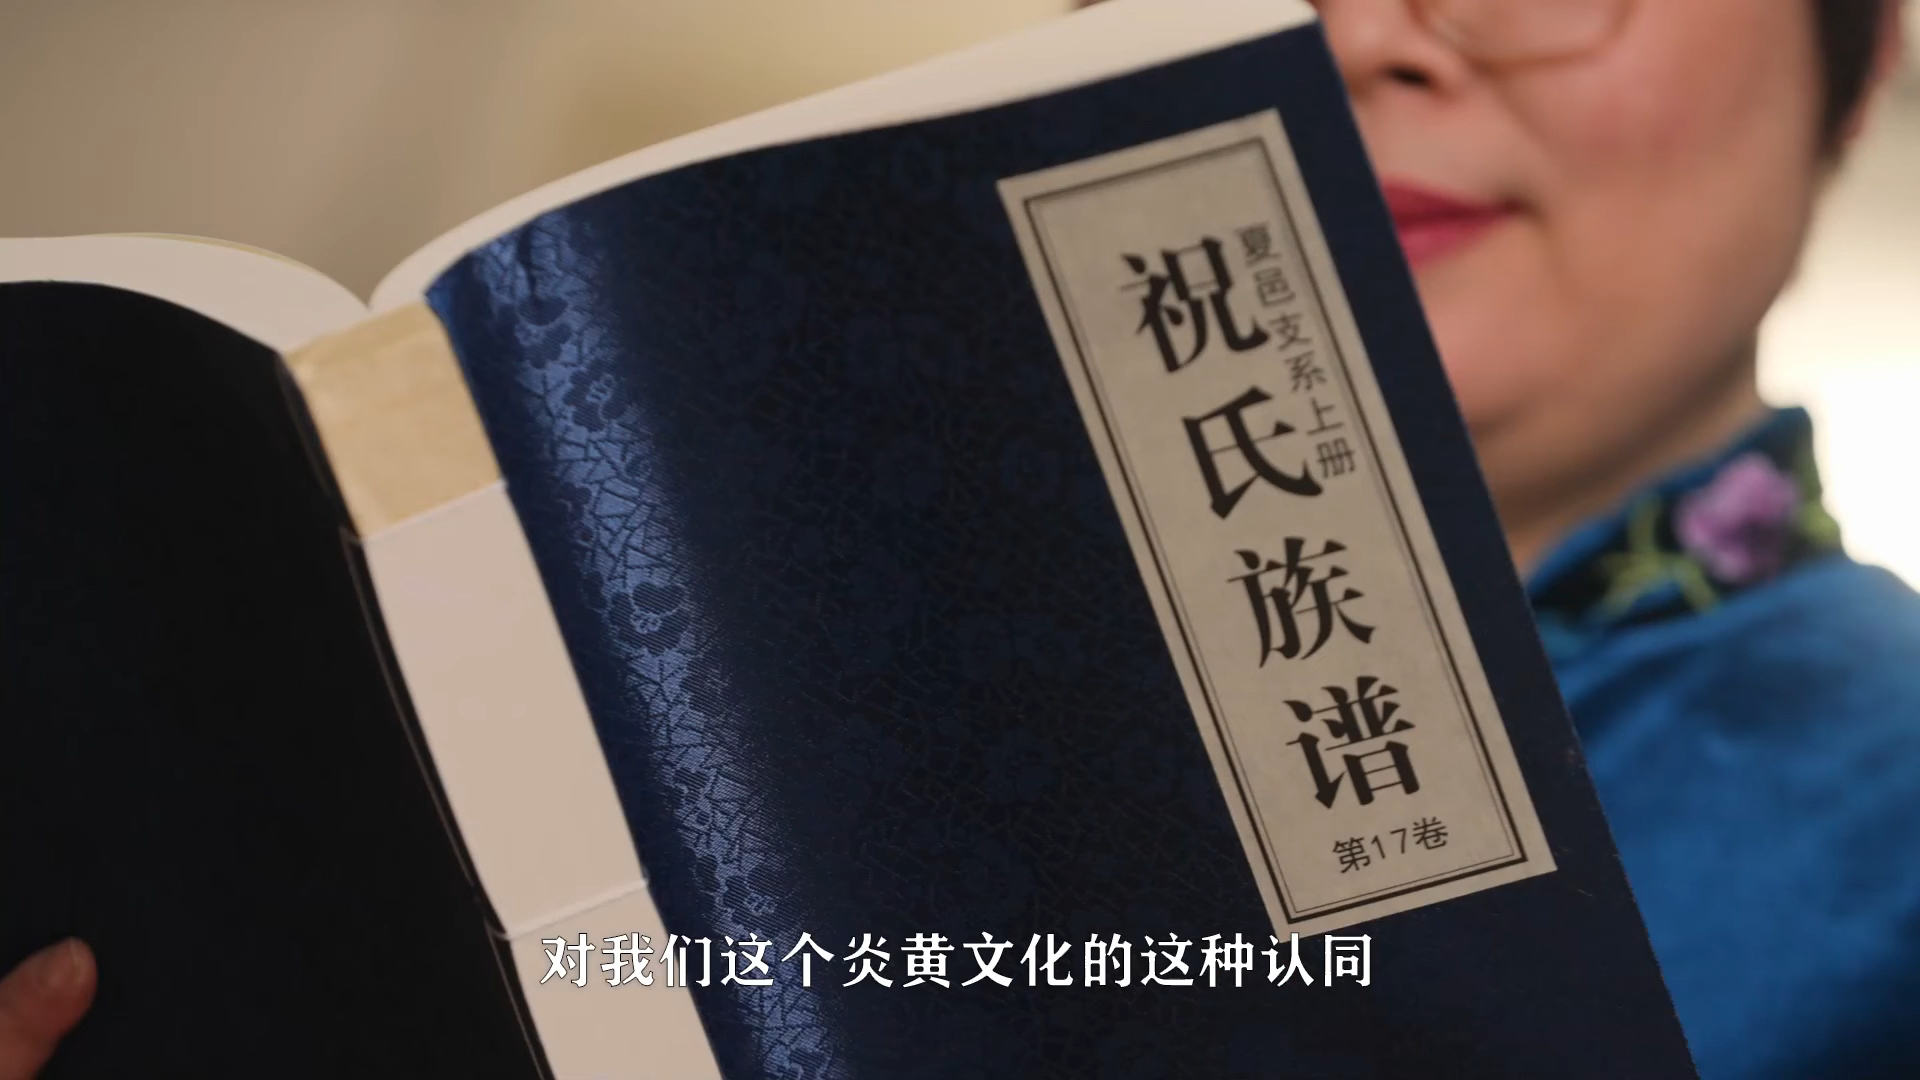 夏邑支系上册
祝氏族谱
第17卷
对我们这个炎黄文化的这种认同